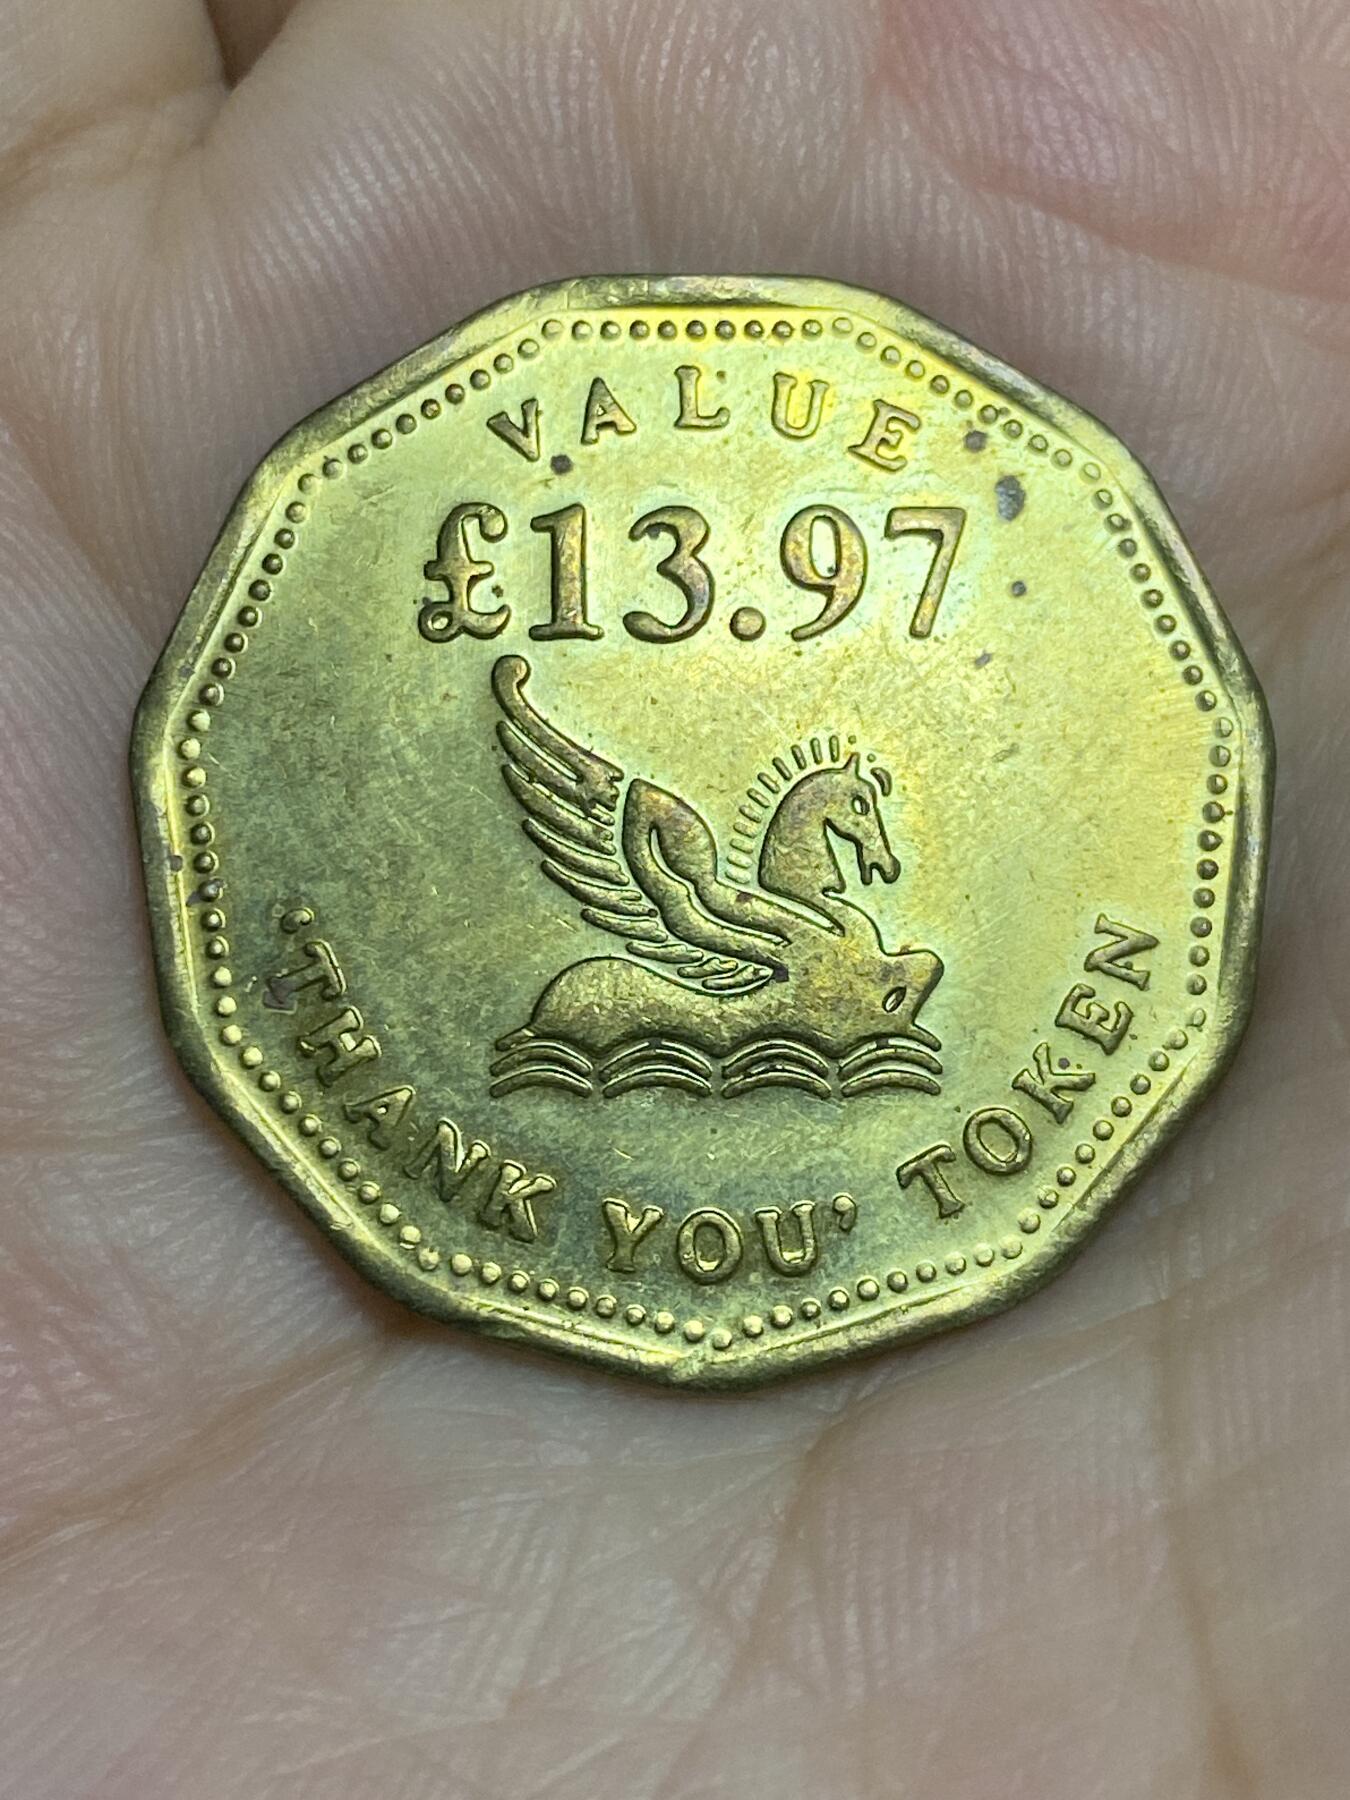 VALUE
£13.97
‘THANK YOU’ TOKEN